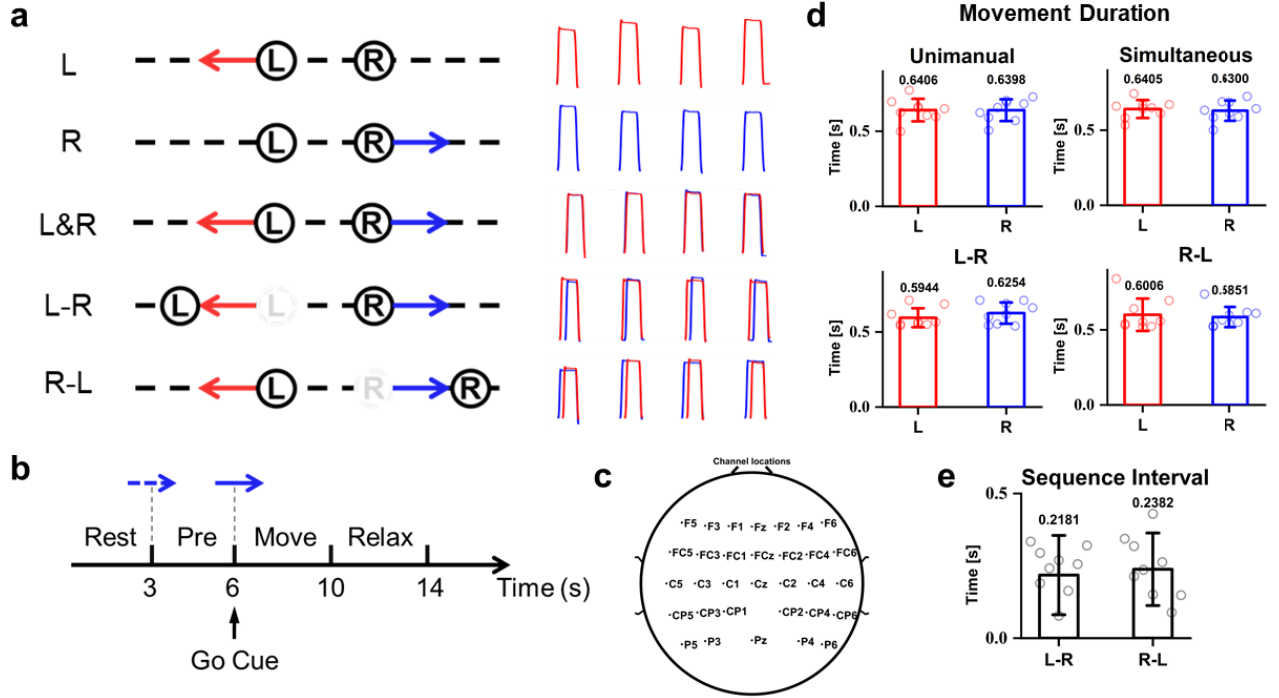 a
L
L R
R
L R
L&R
L R
L-R
L L R
R-L
L R R
b
Rest Pre Move Relax
3 6 10 14 Time (s)
Go Cue
c
Channel locations
F5 F3 F1 Fz F2 F4 F6
FC5 FC3 FC1 FCz FC2 FC4 FC6
C5 C3 C1 Cz C2 C4 C6
CP5 CP3 CP1 CP2 CP4 CP6
P5 P3 Pz P4 P6
d
Movement Duration
Unimanual
0.6406 0.6398
Time [s]
0.5
0.0
L R
Simultaneous
0.6405 0.6300
Time [s]
0.5
0.0
L R
L-R
0.5944 0.6254
Time [s]
0.5
0.0
L R
R-L
0.6006 0.5851
Time [s]
0.5
0.0
L R
e
Sequence Interval
0.5
0.2181 0.2382
Time [s]
0.0
L-R R-L